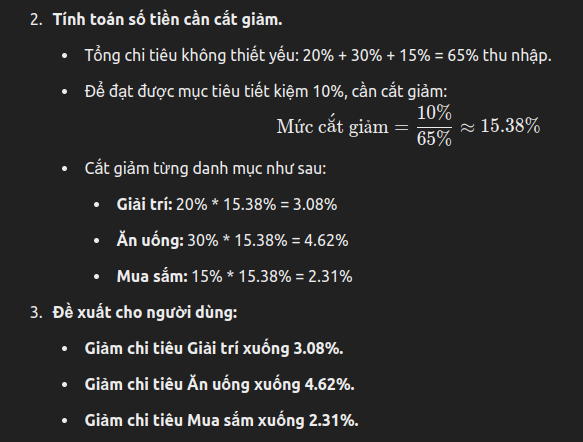 2. Tính toán số tiền cần cắt giảm.
• Tổng chi tiêu không thiết yếu: 20% + 30% + 15% = 65% thu nhập.
• Để đạt được mục tiêu tiết kiệm 10%, cần cắt giảm:
Mức cắt giảm = 10% / 65% ≈ 15.38%
• Cắt giảm từng danh mục như sau:
• Giải trí: 20% * 15.38% = 3.08%
• Ăn uống: 30% * 15.38% = 4.62%
• Mua sắm: 15% * 15.38% = 2.31%
3. Đề xuất cho người dùng:
• Giảm chi tiêu Giải trí xuống 3.08%.
• Giảm chi tiêu Ăn uống xuống 4.62%.
• Giảm chi tiêu Mua sắm xuống 2.31%.